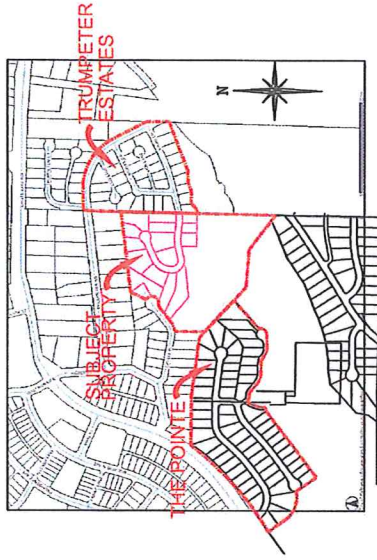 TRUMPETER
ESTATES
SUBJECT
PROPERTY
THE POINTE
N